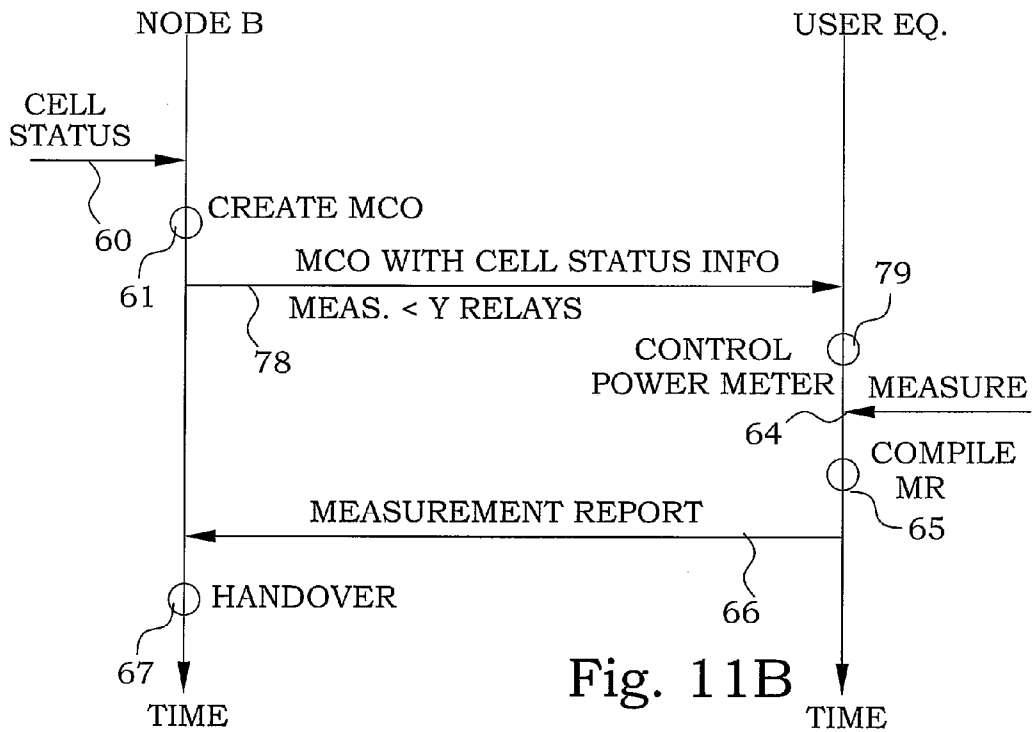 NODE B
USER EQ.
CELL
STATUS
60
CREATE MCO
61
MCO WITH CELL STATUS INFO
MEAS. < Y RELAYS
78
79
CONTROL
POWER METER
MEASURE
64
COMPILE
MR
65
MEASUREMENT REPORT
66
HANDOVER
67
Fig. 11B
TIME
TIME